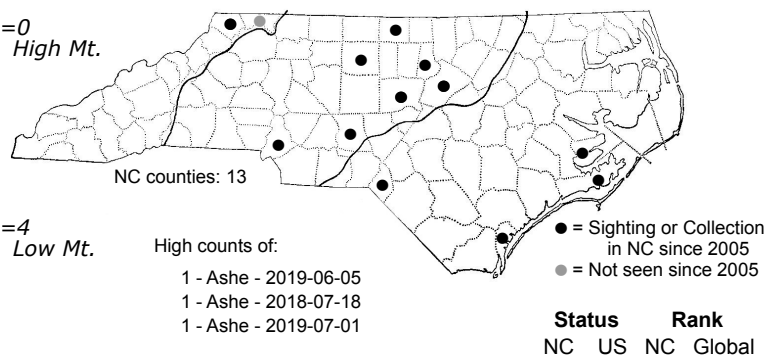 =0
High Mt.
NC counties: 13
=4
Low Mt.
High counts of:
1 - Ashe - 2019-06-05
1 - Ashe - 2018-07-18
1 - Ashe - 2019-07-01
● = Sighting or Collection
in NC since 2005
● = Not seen since 2005
Status Rank
NC US NC Global